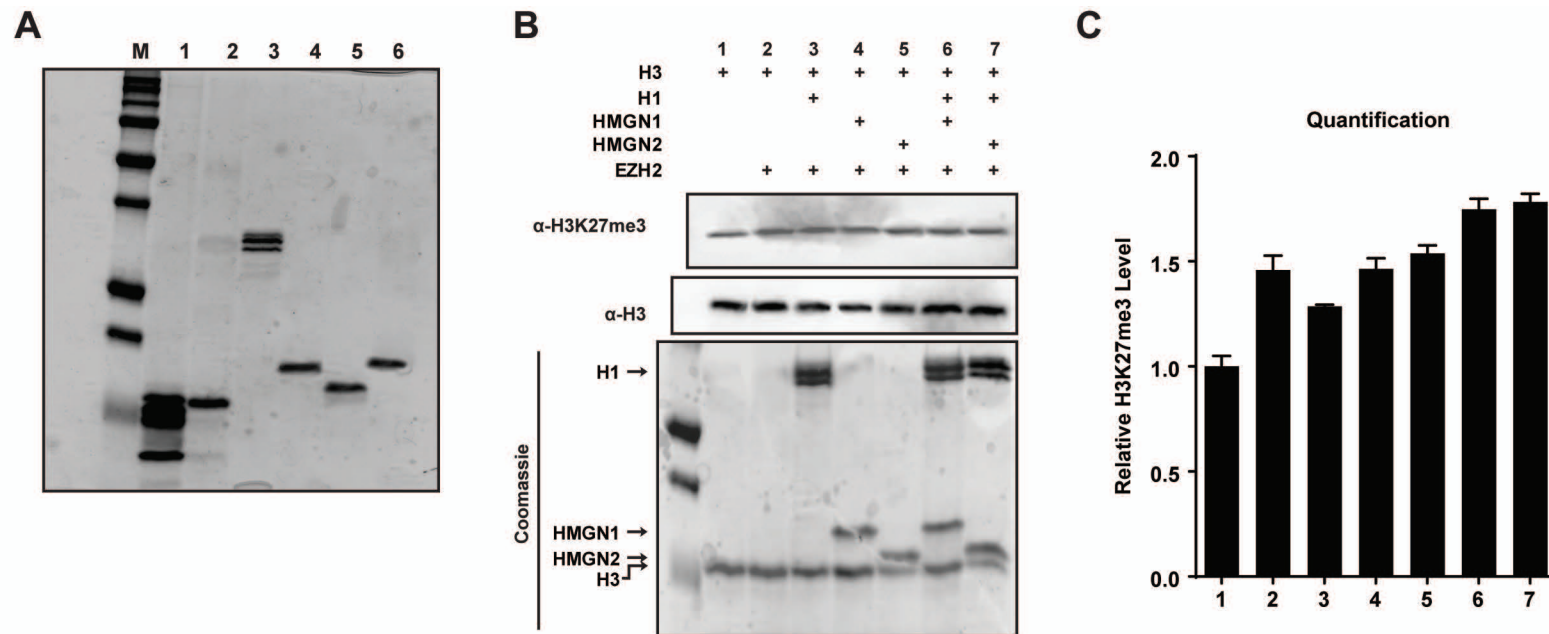 A
M 1 2 3 4 5 6
B
1 2 3 4 5 6 7
H3 + + + + + + +
H1 + + +
HMGN1 + +
HMGN2 + +
EZH2 + + + + + +
α-H3K27me3
α-H3
Coomassie
H1 →
HMGN1 →
HMGN2 →
H3
C
Quantification
Relative H3K27me3 Level
2.0
1.5
1.0
0.5
0.0
1 2 3 4 5 6 7